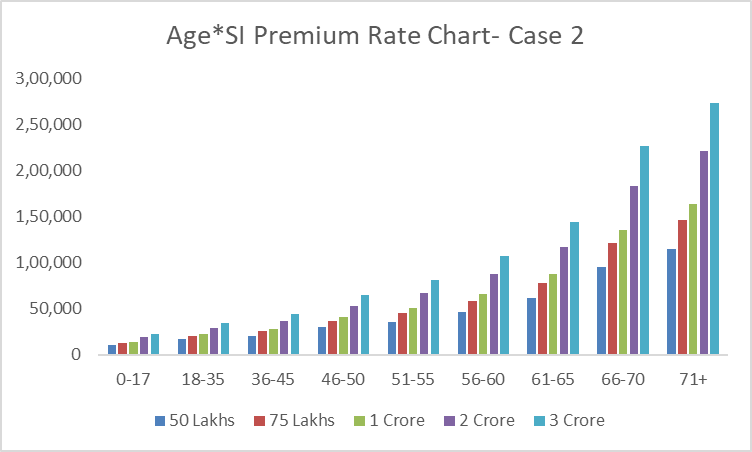 Age*SI Premium Rate Chart- Case 2
3,00,000
2,50,000
2,00,000
1,50,000
1,00,000
50,000
0
0-17 18-35 36-45 46-50 51-55 56-60 61-65 66-70 71+
50 Lakhs 75 Lakhs 1 Crore 2 Crore 3 Crore